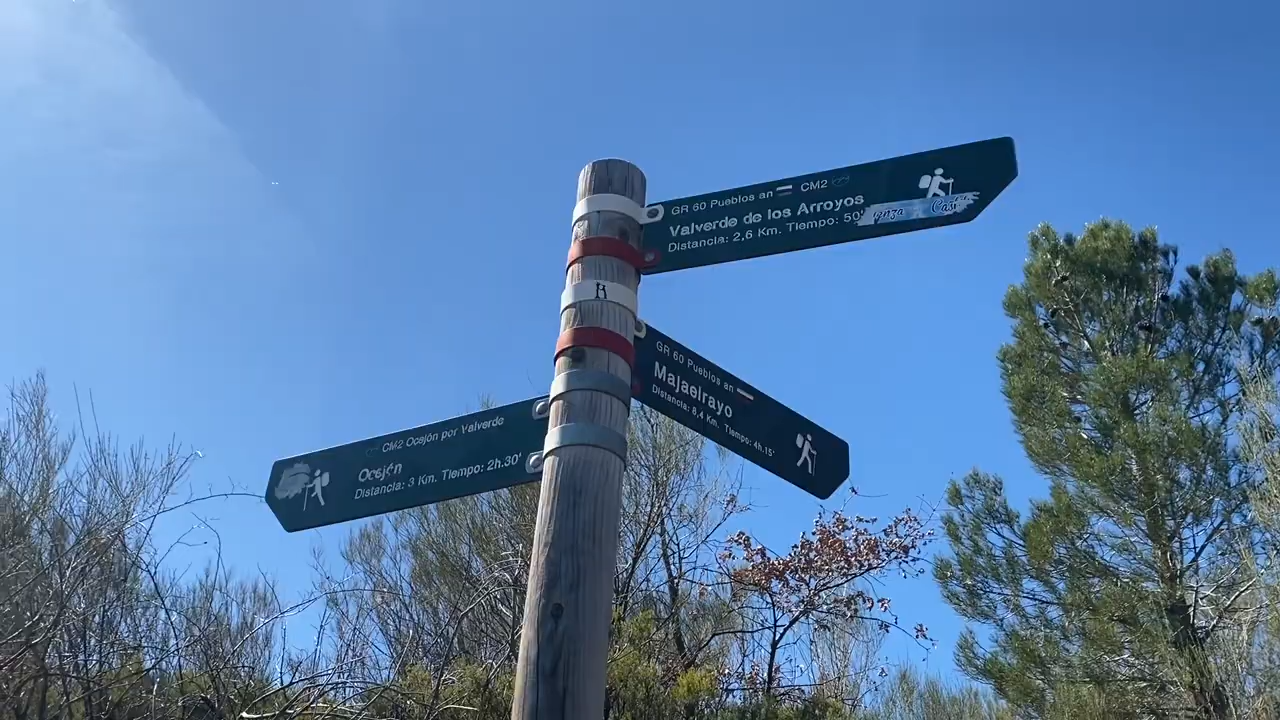 GR 60 Pueblos an CM2
Valverde de los Arroyos
Distancia: 2,6 Km. Tiempo: 50'
GR 60 Pueblos an
Majaelrayo
Distancia: 8,4 Km. Tiempo: 4h.15'
CM2 Ocejón por Valverde
Ocejón
Distancia: 3 Km. Tiempo: 2h.30'